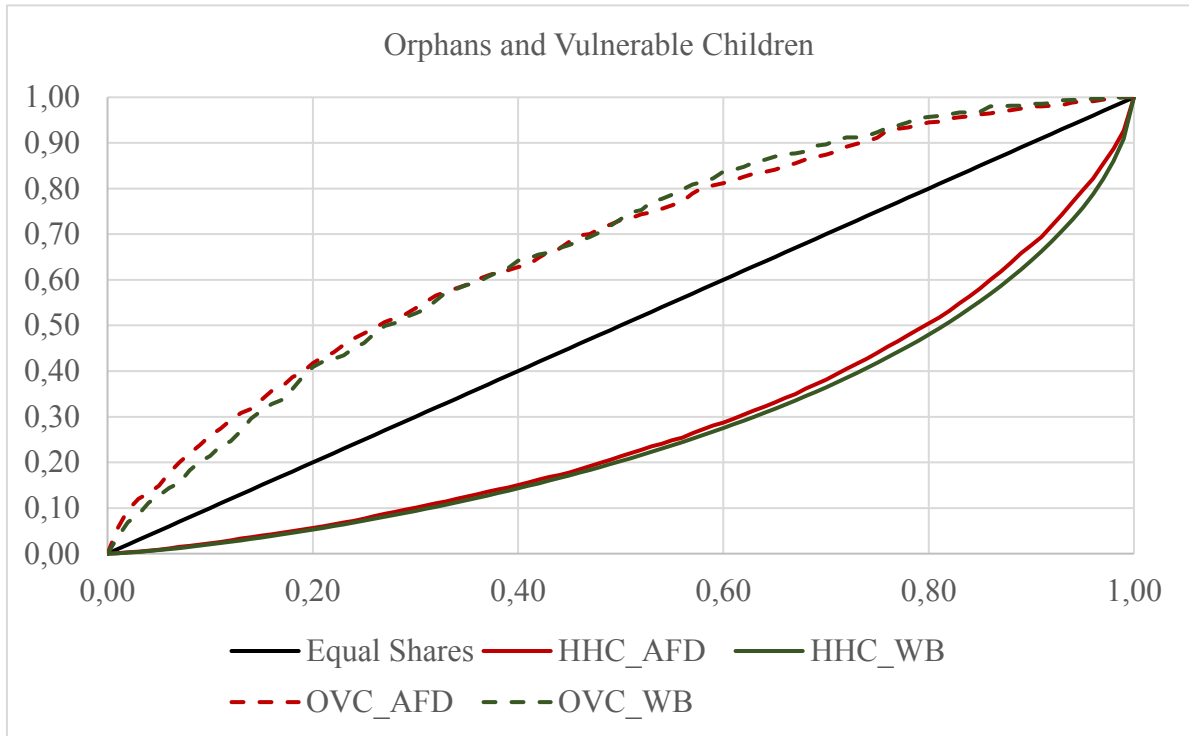 Orphans and Vulnerable Children
1,00
0,90
0,80
0,70
0,60
0,50
0,40
0,30
0,20
0,10
0,00
0,00 0,20 0,40 0,60 0,80 1,00
Equal Shares HHC_AFD HHC_WB
OVC_AFD OVC_WB